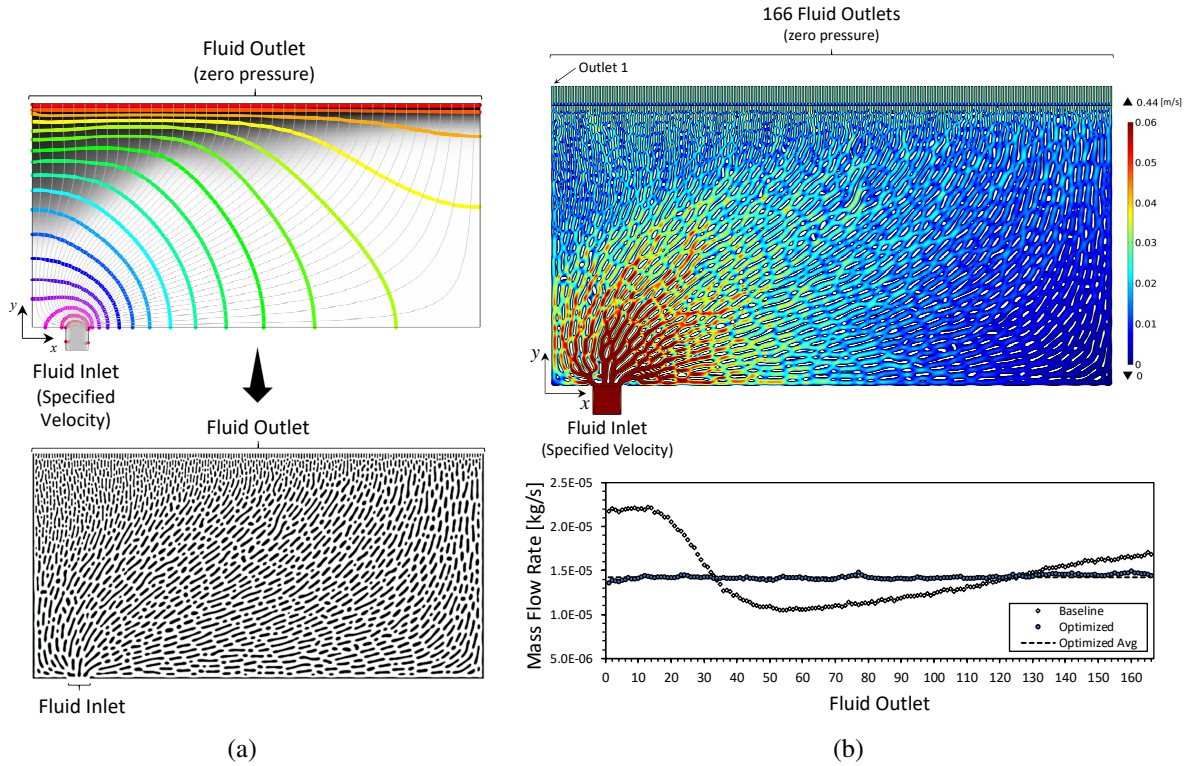 Fluid Outlet
(zero pressure)
y
x
Fluid Inlet
(Specified
Velocity)
Fluid Outlet
Fluid Inlet
(a)
166 Fluid Outlets
(zero pressure)
Outlet 1
▲ 0.44 [m/s]
0.06
0.05
0.04
0.03
0.02
0.01
0
▼ 0
y
x
Fluid Inlet
(Specified Velocity)
Mass Flow Rate [kg/s]
2.5E-05
2.0E-05
1.5E-05
1.0E-05
5.0E-06
Baseline
Optimized
Optimized Avg
0 10 20 30 40 50 60 70 80 90 100 110 120 130 140 150 160
Fluid Outlet
(b)